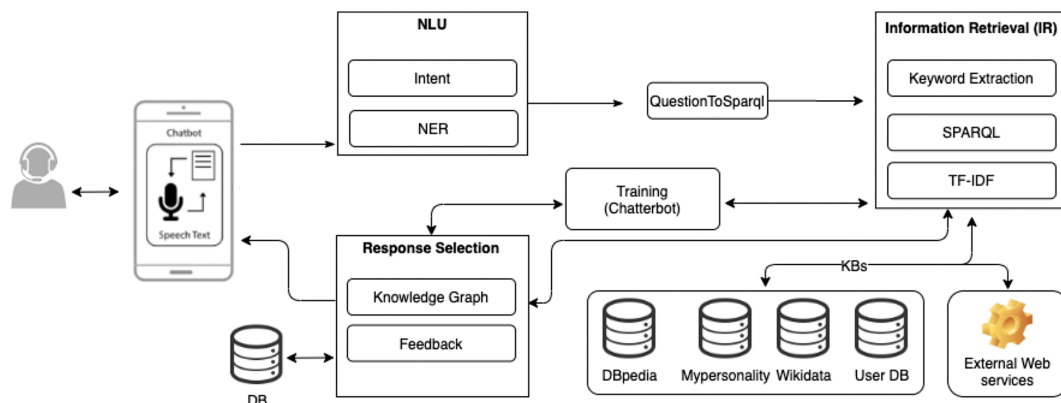 NLU
Intent
NER
QuestionToSparql
Information Retrieval (IR)
Keyword Extraction
SPARQL
TF-IDF
Chatbot
Speech Text
Training
(Chatterbot)
Response Selection
Knowledge Graph
Feedback
DB
KBs
DBpedia
Mypersonality
Wikidata
User DB
External Web
services